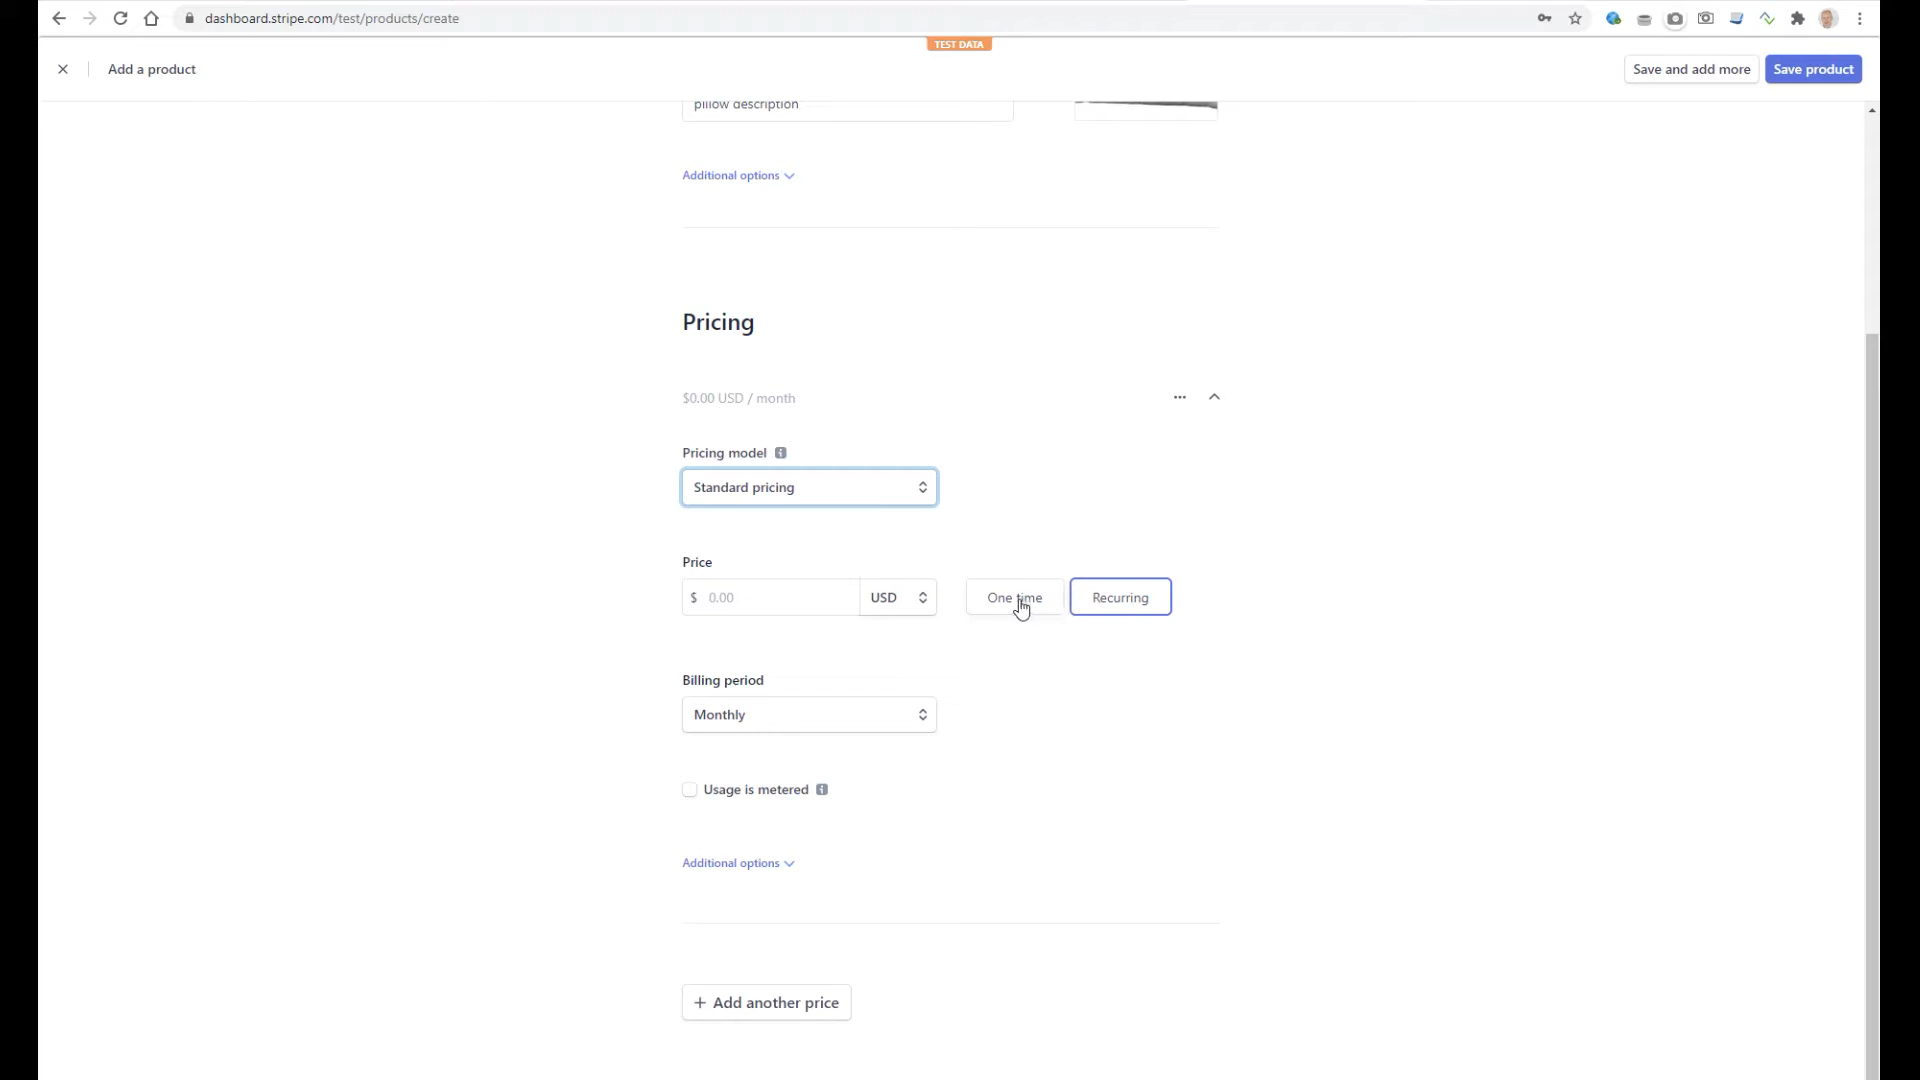 dashboard.stripe.com/test/products/create
TEST DATA
Add a product
Save and add more
Save product
pillow description
Additional options
Pricing
$0.00 USD / month
Pricing model
Standard pricing
Price
$ 0.00 USD
One time
Recurring
Billing period
Monthly
Usage is metered
Additional options
+ Add another price